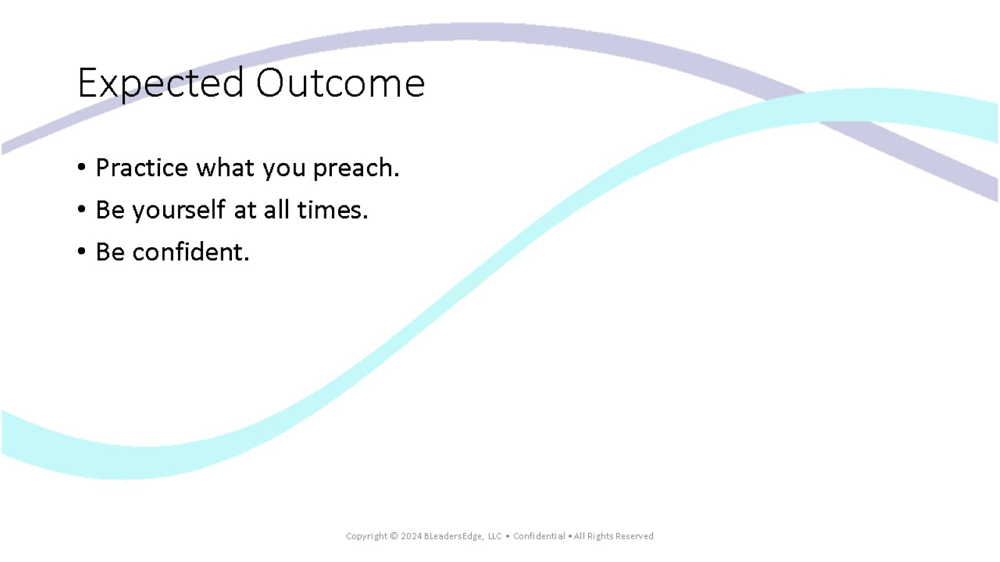 Expected Outcome
• Practice what you preach.
• Be yourself at all times.
• Be confident.
Copyright © 2024 BLeadersEdge, LLC • Confidential • All Rights Reserved